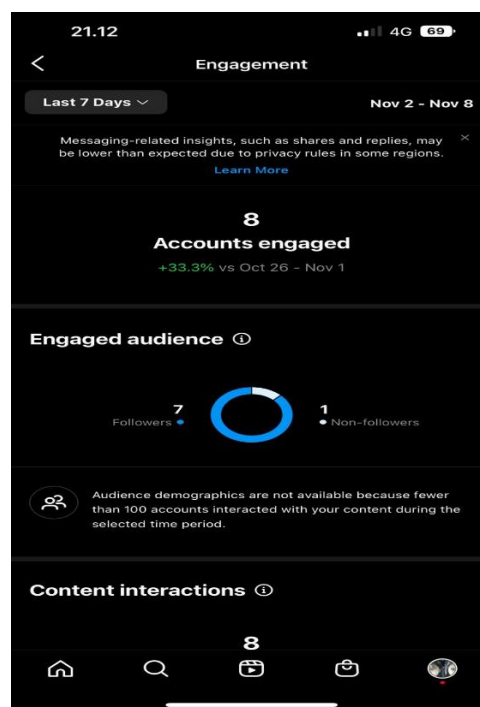 21.12 4G 69
Engagement
Last 7 Days Nov 2 - Nov 8
Messaging-related insights, such as shares and replies, may
be lower than expected due to privacy rules in some regions.
Learn More
8
Accounts engaged
+33.3% vs Oct 26 - Nov 1
Engaged audience
7 1
Followers Non-followers
Audience demographics are not available because fewer
than 100 accounts interacted with your content during the
selected time period.
Content interactions
8